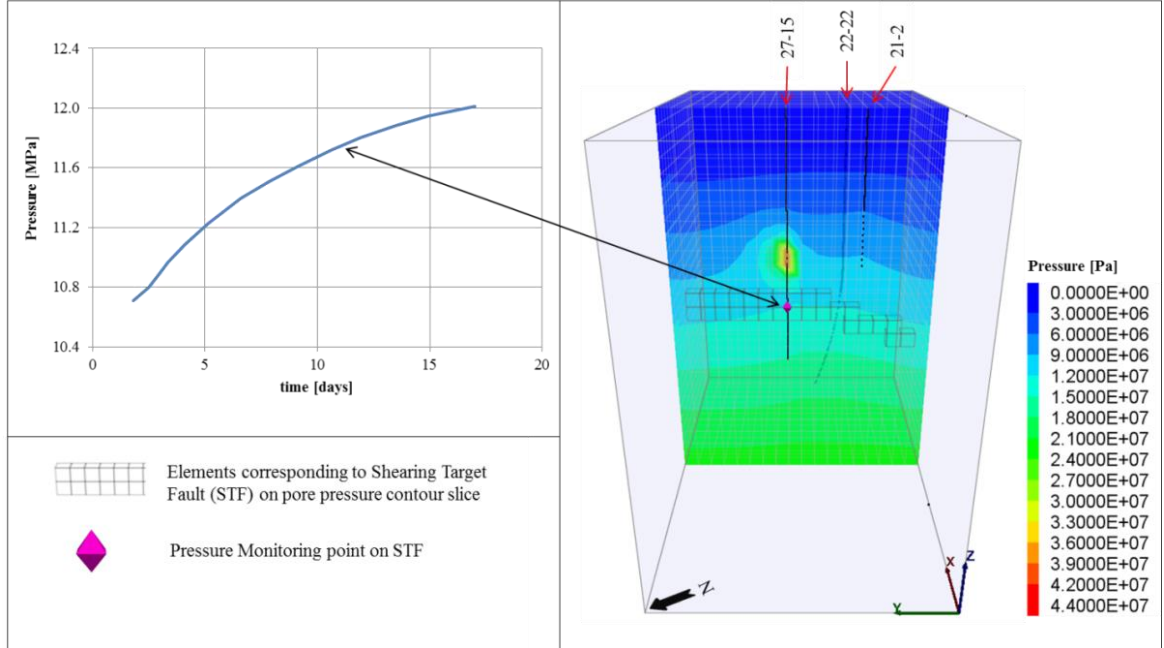 12.4
12.0
11.6
11.2
10.8
10.4
Pressure [MPa]
0 5 10 15 20
time [days]
Elements corresponding to Shearing Target
Fault (STF) on pore pressure contour slice
Pressure Monitoring point on STF
27-15
22-22
21-2
Pressure [Pa]
0.0000E+00
3.0000E+06
6.0000E+06
9.0000E+06
1.2000E+07
1.5000E+07
1.8000E+07
2.1000E+07
2.4000E+07
2.7000E+07
3.0000E+07
3.3000E+07
3.6000E+07
3.9000E+07
4.2000E+07
4.4000E+07
N
X
Z
Y